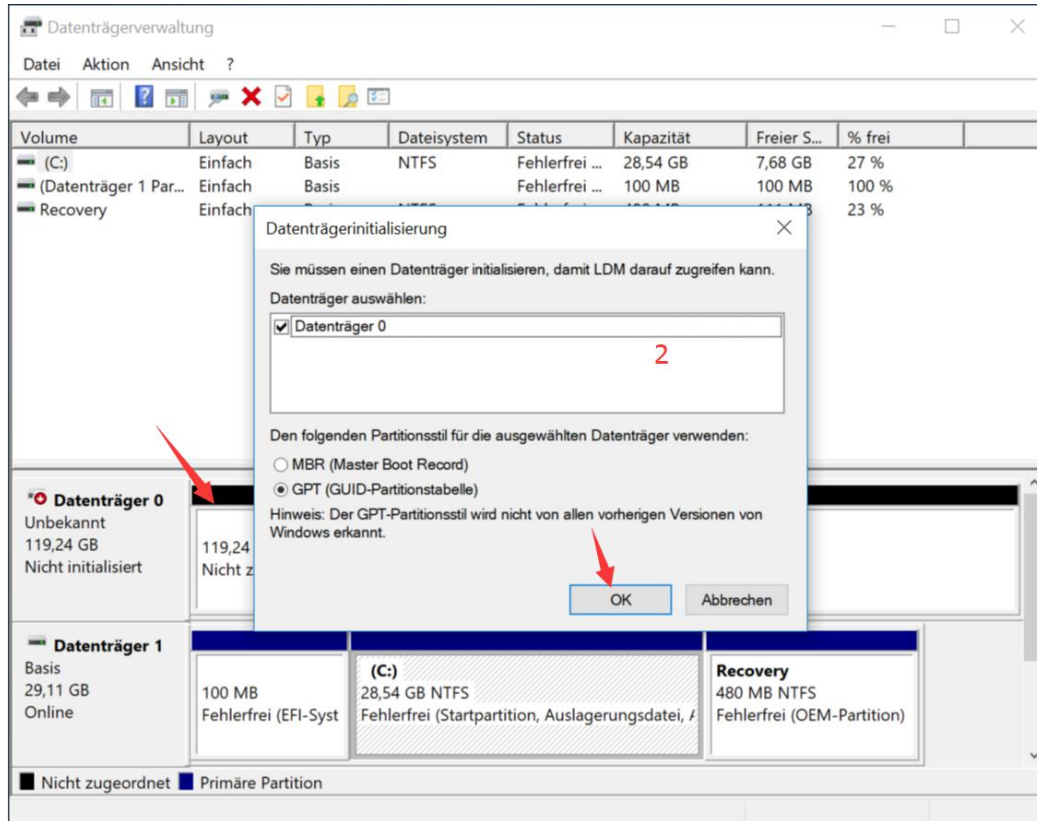 Datenträgerverwaltung
Datei Aktion Ansicht ?
Volume Layout Typ Dateisystem Status Kapazität Freier S... % frei
(C:) Einfach Basis NTFS Fehlerfrei ... 28,54 GB 7,68 GB 27 %
(Datenträger 1 Par... Einfach Basis Fehlerfrei ... 100 MB 100 MB 100 %
Recovery Einfach 23 %
Datenträgerinitialisierung
Sie müssen einen Datenträger initialisieren, damit LDM darauf zugreifen kann.
Datenträger auswählen:
Datenträger 0
2
Den folgenden Partitionsstil für die ausgewählten Datenträger verwenden:
MBR (Master Boot Record)
GPT (GUID-Partitionstabelle)
Hinweis: Der GPT-Partitionsstil wird nicht von allen vorherigen Versionen von
Windows erkannt.
OK Abbrechen
Datenträger 0
Unbekannt
119,24 GB
Nicht initialisiert
119,24
Nicht z
Datenträger 1
Basis
29,11 GB
Online
100 MB
Fehlerfrei (EFI-Syst
(C:)
28,54 GB NTFS
Fehlerfrei (Startpartition, Auslagerungsdatei, A
Recovery
480 MB NTFS
Fehlerfrei (OEM-Partition)
Nicht zugeordnet Primäre Partition